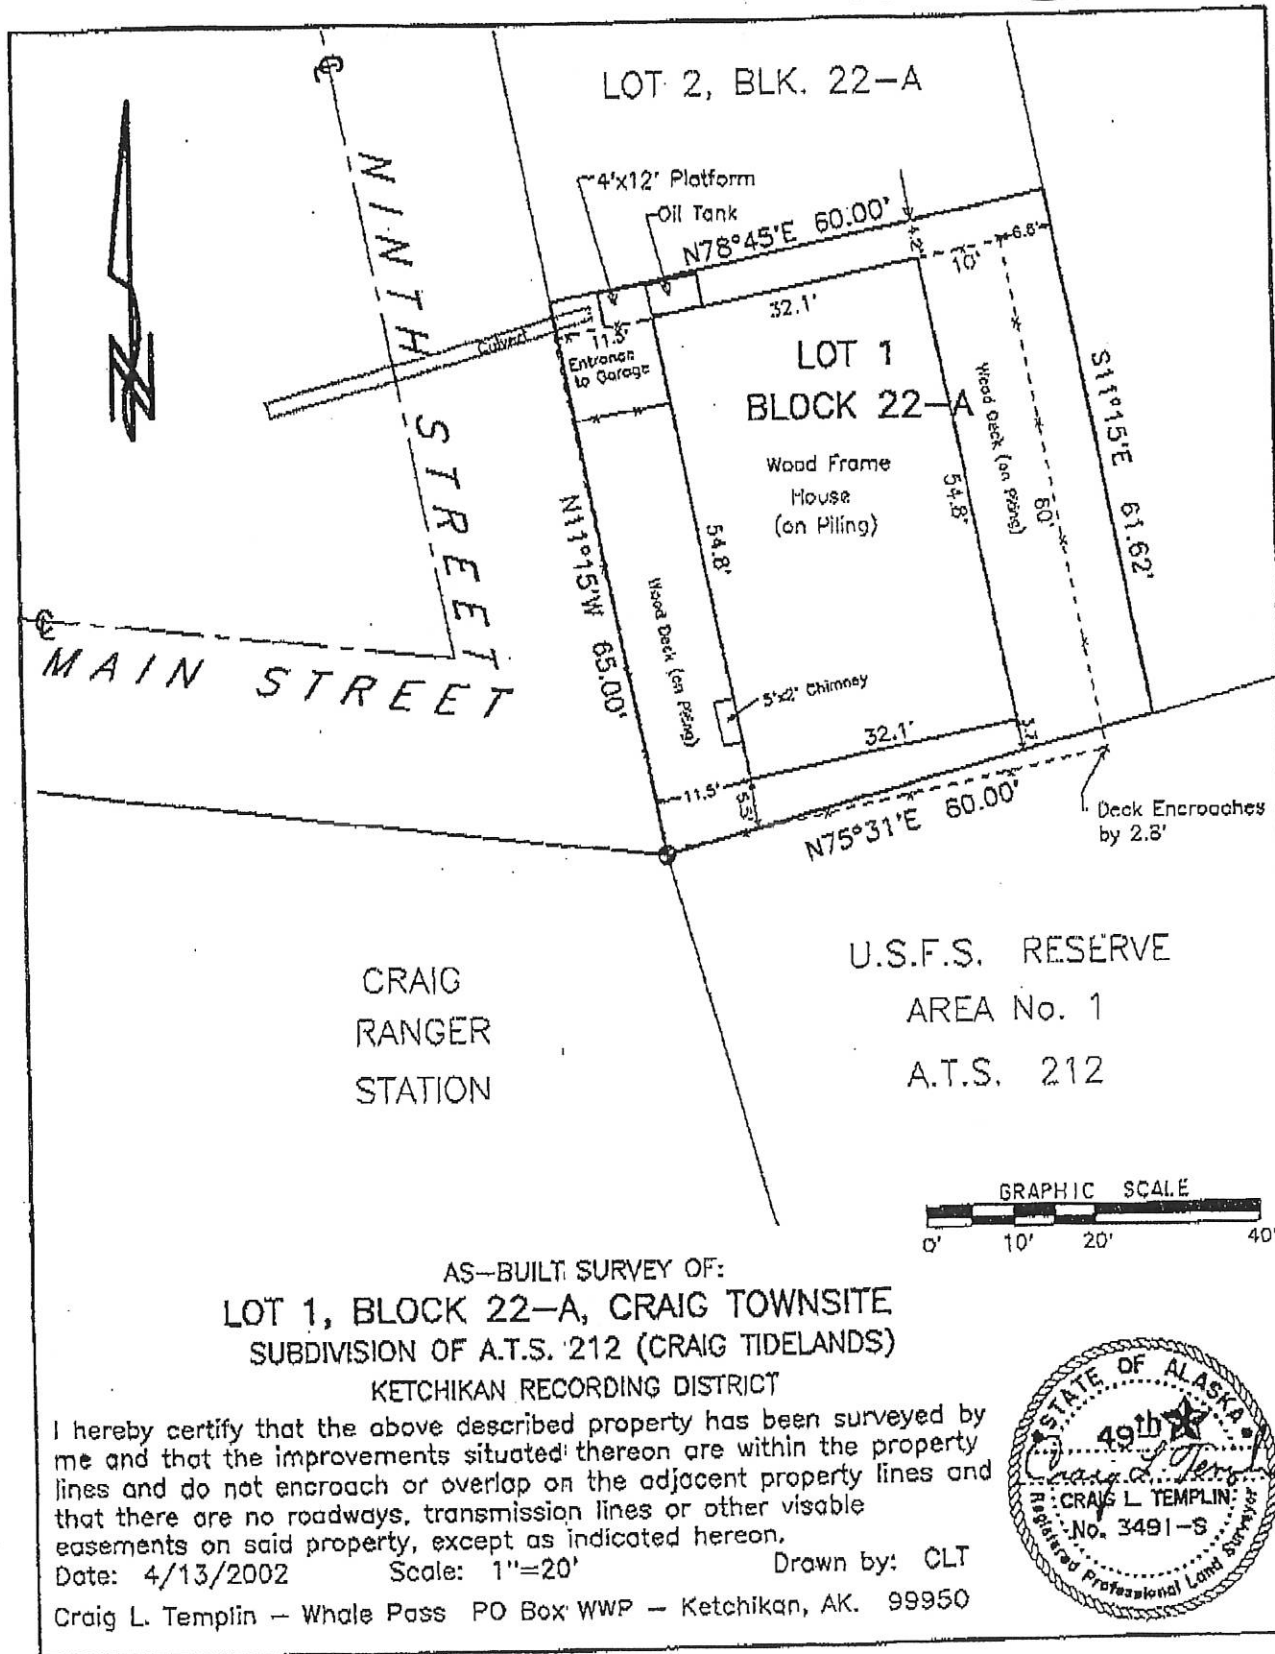 LOT 2, BLK. 22-A
℄
NINTH STREET
4'x12' Platform
Oil Tank
N78°45'E 60.00'
4.2'
10'
6.6'
32.1'
Culvert
11.5'
Entrance
to Garage
LOT 1
BLOCK 22-A
Wood Frame
House
(on Piling)
Wood Deck (on Piling)
60'
S11°15'E 61.62'
54.8'
54.8'
N11°15'W 65.00'
Wood Deck (on Piling)
5'x2' Chimney
℄
MAIN STREET
32.1'
3.7'
11.5'
5.5'
N75°31'E 60.00'
Deck Encroaches
by 2.8'
N
CRAIG
RANGER
STATION
U.S.F.S. RESERVE
AREA No. 1
A.T.S. 212
GRAPHIC SCALE
0' 10' 20' 40'
AS-BUILT SURVEY OF:
LOT 1, BLOCK 22-A, CRAIG TOWNSITE
SUBDIVISION OF A.T.S. 212 (CRAIG TIDELANDS)
KETCHIKAN RECORDING DISTRICT
I hereby certify that the above described property has been surveyed by
me and that the improvements situated thereon are within the property
lines and do not encroach or overlap on the adjacent property lines and
that there are no roadways, transmission lines or other visable
easements on said property, except as indicated hereon.
Date: 4/13/2002 Scale: 1"=20' Drawn by: CLT
Craig L. Templin - Whale Pass PO Box WWP - Ketchikan, AK. 99950
STATE OF ALASKA
49th
CRAIG L. TEMPLIN
No. 3491-S
Registered Professional Land Surveyor